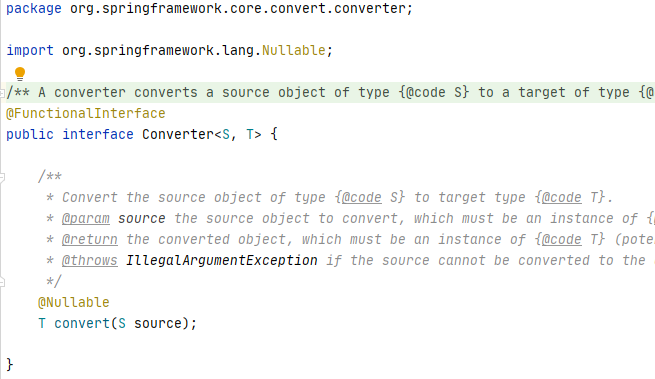 package org.springframework.core.convert.converter;
import org.springframework.lang.Nullable;
/** A converter converts a source object of type {@code S} to a target of type {@
@FunctionalInterface
public interface Converter<S, T> {
/**
* Convert the source object of type {@code S} to target type {@code T}.
* @param source the source object to convert, which must be an instance of {
* @return the converted object, which must be an instance of {@code T} (pote
* @throws IllegalArgumentException if the source cannot be converted to the
*/
@Nullable
T convert(S source);
}